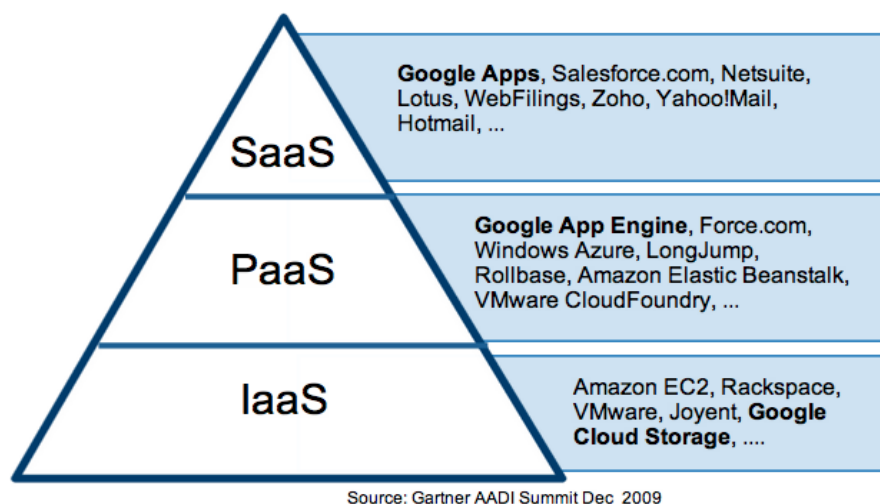 Google Apps, Salesforce.com, Netsuite,
Lotus, WebFilings, Zoho, Yahoo!Mail,
Hotmail, ...
SaaS
Google App Engine, Force.com,
Windows Azure, LongJump,
Rollbase, Amazon Elastic Beanstalk,
VMware CloudFoundry, ...
PaaS
Amazon EC2, Rackspace,
VMware, Joyent, Google
Cloud Storage, ....
IaaS
Source: Gartner AADI Summit Dec 2009